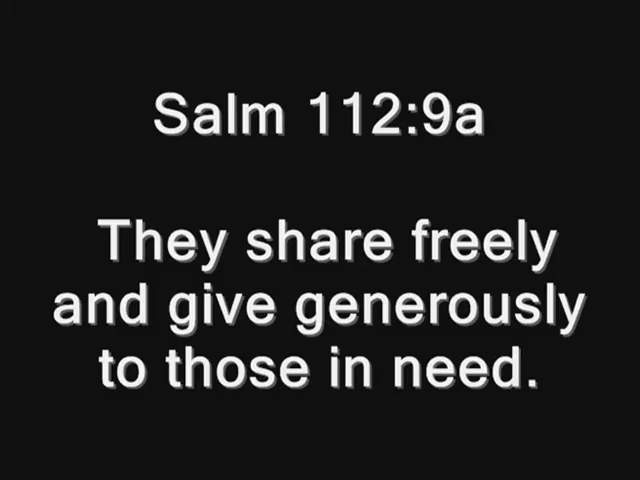 Salm 112:9a
They share freely
and give generously
to those in need.